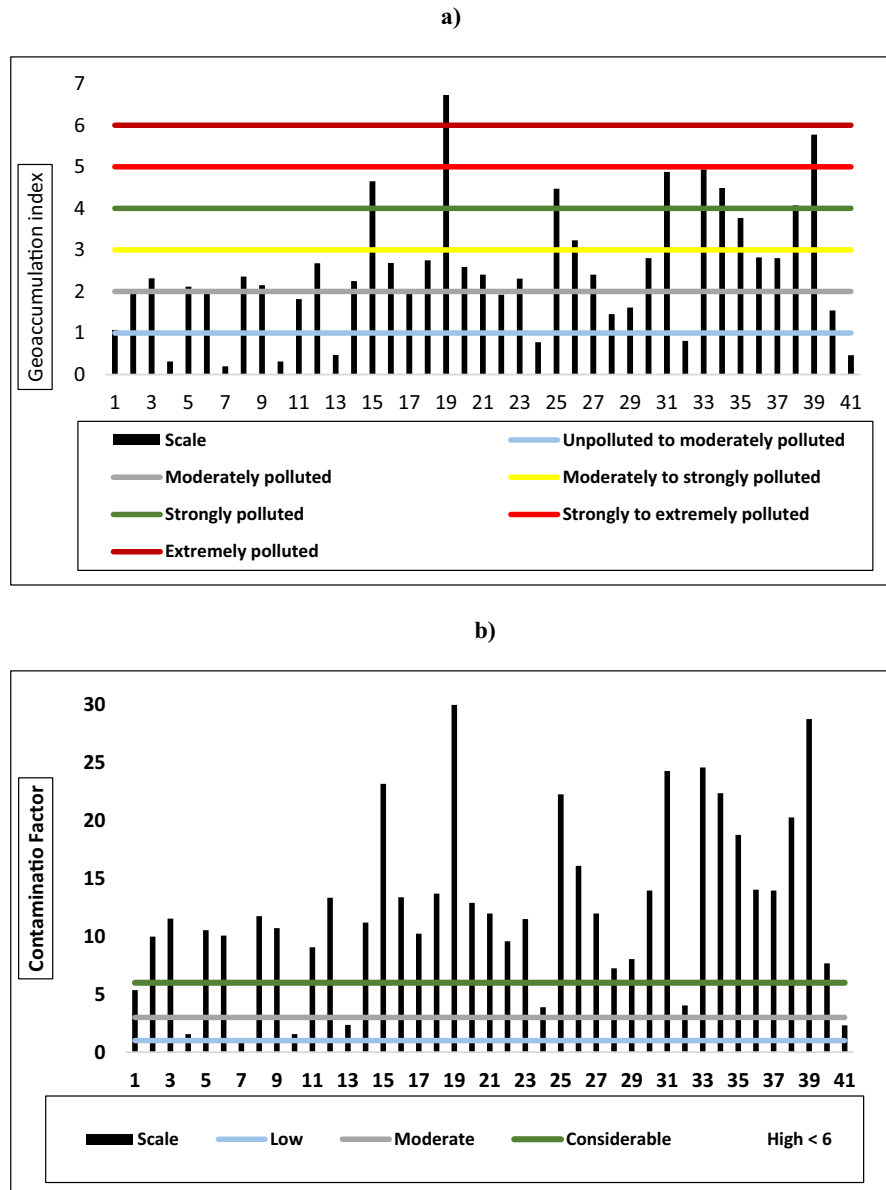 a)
Geoaccumulation index
7
6
5
4
3
2
1
0
1 3 5 7 9 11 13 15 17 19 21 23 25 27 29 31 33 35 37 39 41
Scale Unpolluted to moderately polluted
Moderately polluted Moderately to strongly polluted
Strongly polluted Strongly to extremely polluted
Extremely polluted
b)
Contaminatio Factor
30
25
20
15
10
5
0
1 3 5 7 9 11 13 15 17 19 21 23 25 27 29 31 33 35 37 39 41
Scale Low Moderate Considerable High < 6